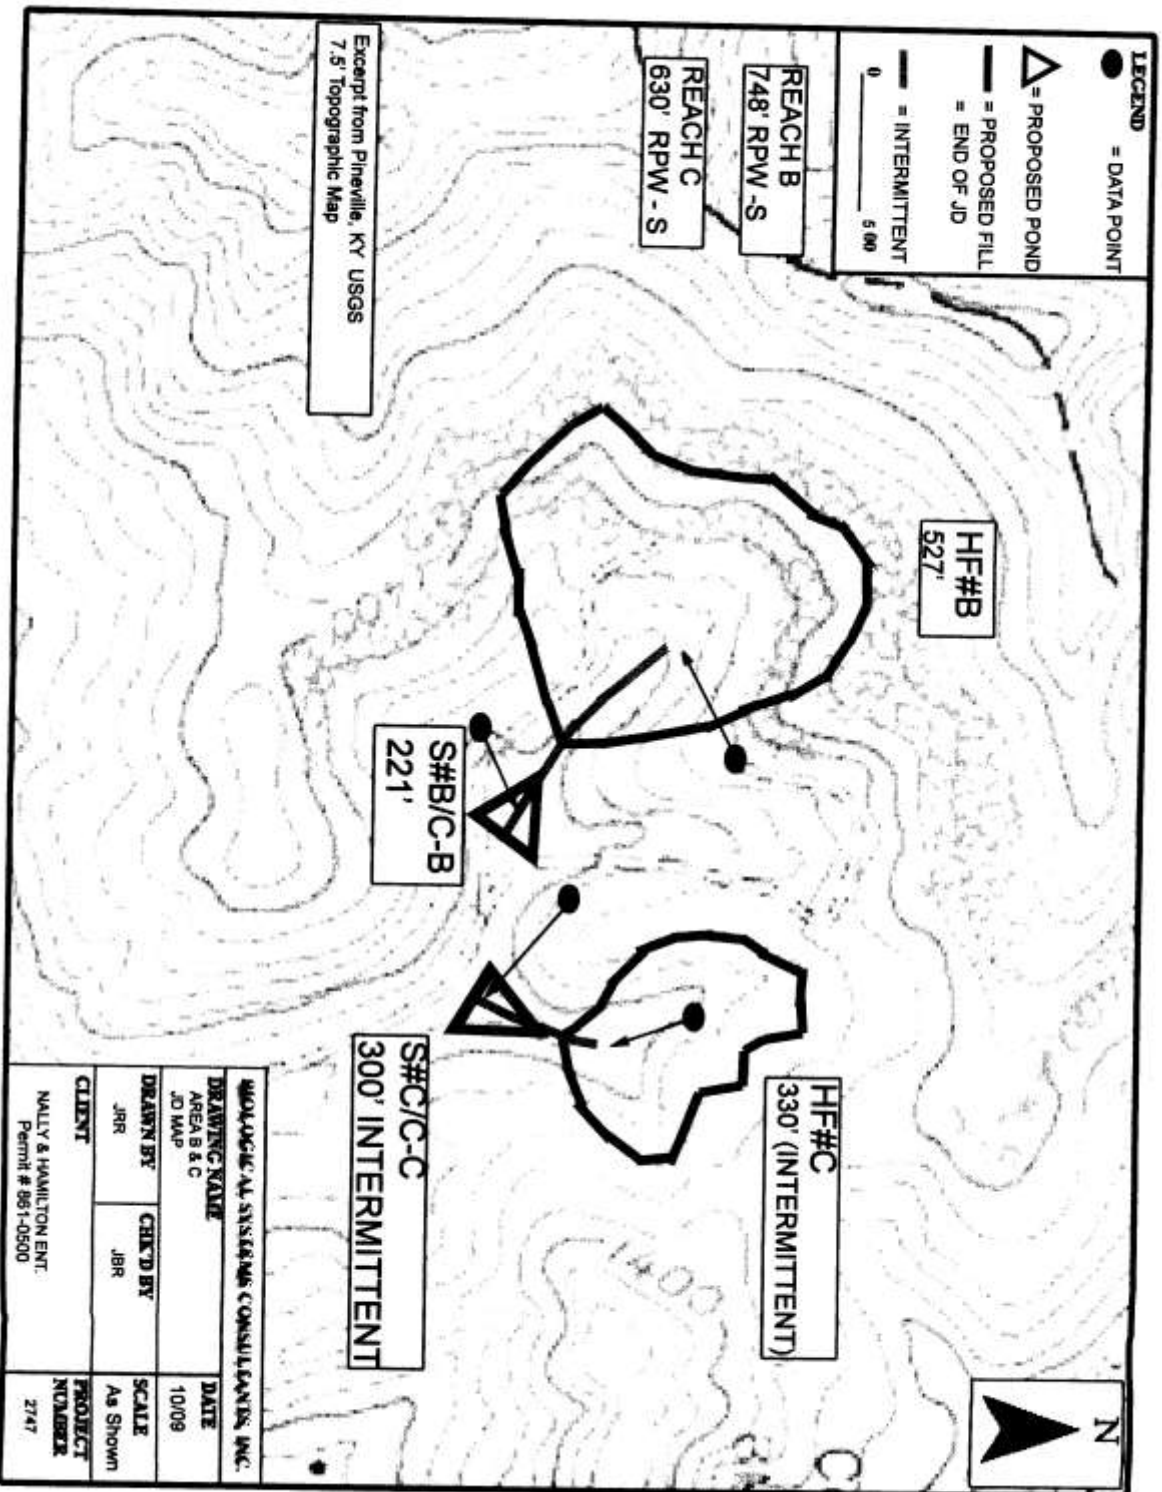 LEGEND
= DATA POINT
= PROPOSED POND
= PROPOSED FILL
= END OF JD
= INTERMITTENT
0 500
REACH B
748' RPW -S
REACH C
630' RPW - S
Excerpt from Pineville, KY USGS
7.5' Topographic Map
HF#B
527'
S#B/C-B
221'
HF#C
330' (INTERMITTENT)
S#C/C-C
300' INTERMITTENT
1400
N
C
BIOLOGICAL SYSTEMS CONSULTANTS, INC.
DRAWING NAME
AREA B & C
JD MAP
DATE
10/09
DRAWN BY
JRR
CHK'D BY
JBR
SCALE
As Shown
CLIENT
NALLY & HAMILTON ENT.
Permit # 861-0500
PROJECT
NUMBER
2747